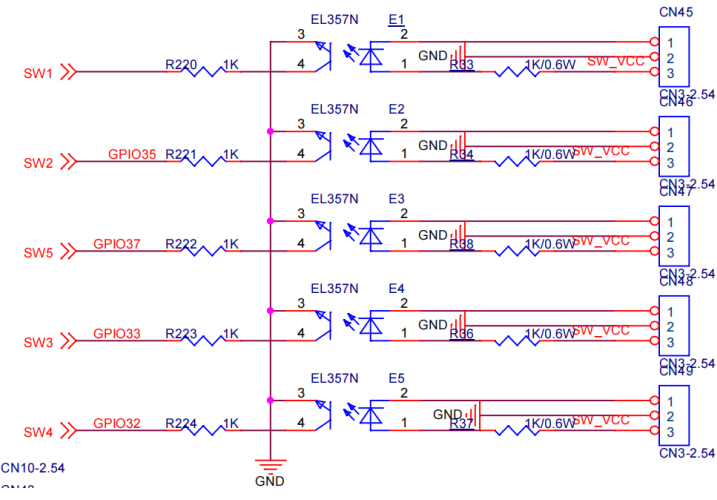 CN45
EL357N E1
3 2
1
GND 2
SW1 R220 1K 4 1 R33 1K/0.6W SW_VCC 3
CN3-2.54
CN46
EL357N E2
3 2
1
GND 2
SW2 GPIO35 R221 1K 4 1 R34 1K/0.6W SW_VCC 3
CN3-2.54
CN47
EL357N E3
3 2
1
GND 2
SW5 GPIO37 R222 1K 4 1 R38 1K/0.6W SW_VCC 3
CN3-2.54
CN48
EL357N E4
3 2
1
GND 2
SW3 GPIO33 R223 1K 4 1 R36 1K/0.6W SW_VCC 3
CN3-2.54
CN49
EL357N E5
3 2
1
GND 2
SW4 GPIO32 R224 1K 4 1 R37 1K/0.6W SW_VCC 3
CN3-2.54
CN10-2.54
GND